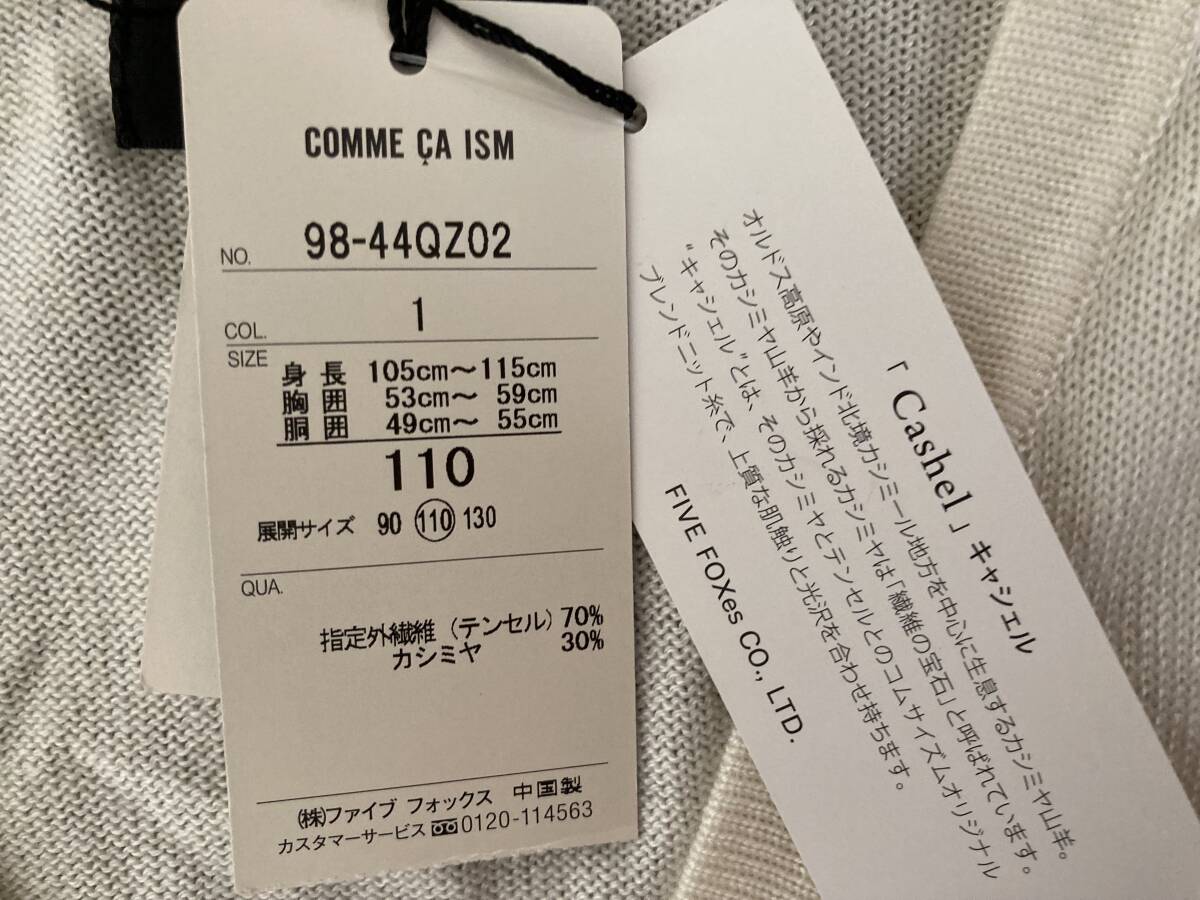 COMME ÇA ISM
NO. 98-44QZ02
COL. 1
SIZE
身長 105cm～115cm
胸囲 53cm～ 59cm
胴囲 49cm～ 55cm
110
展開サイズ 90 110 130
QUA.
指定外繊維 (テンセル) 70%
カシミヤ 30%
(株)ファイブ フォックス 中国製
カスタマーサービス 0120-114563
「Cashel」キャシェル
オルドス高原やインド北境カシミール地方を中心に生息するカシミヤ山羊。
そのカシミヤ山羊から採れるカシミヤは「繊維の宝石」と呼ばれています。
“キャシェル”とは、そのカシミヤとテンセルとのコムサイズムオリジナル
ブレンドニット糸で、上質な肌触りと光沢を合わせ持ちます。
FIVE FOXes CO., LTD.